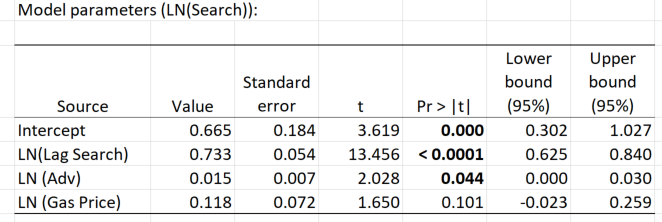 Model parameters (LN(Search)):
Source Value Standard error t Pr > |t| Lower bound (95%) Upper bound (95%)
Intercept 0.665 0.184 3.619 0.000 0.302 1.027
LN(Lag Search) 0.733 0.054 13.456 < 0.0001 0.625 0.840
LN (Adv) 0.015 0.007 2.028 0.044 0.000 0.030
LN (Gas Price) 0.118 0.072 1.650 0.101 -0.023 0.259